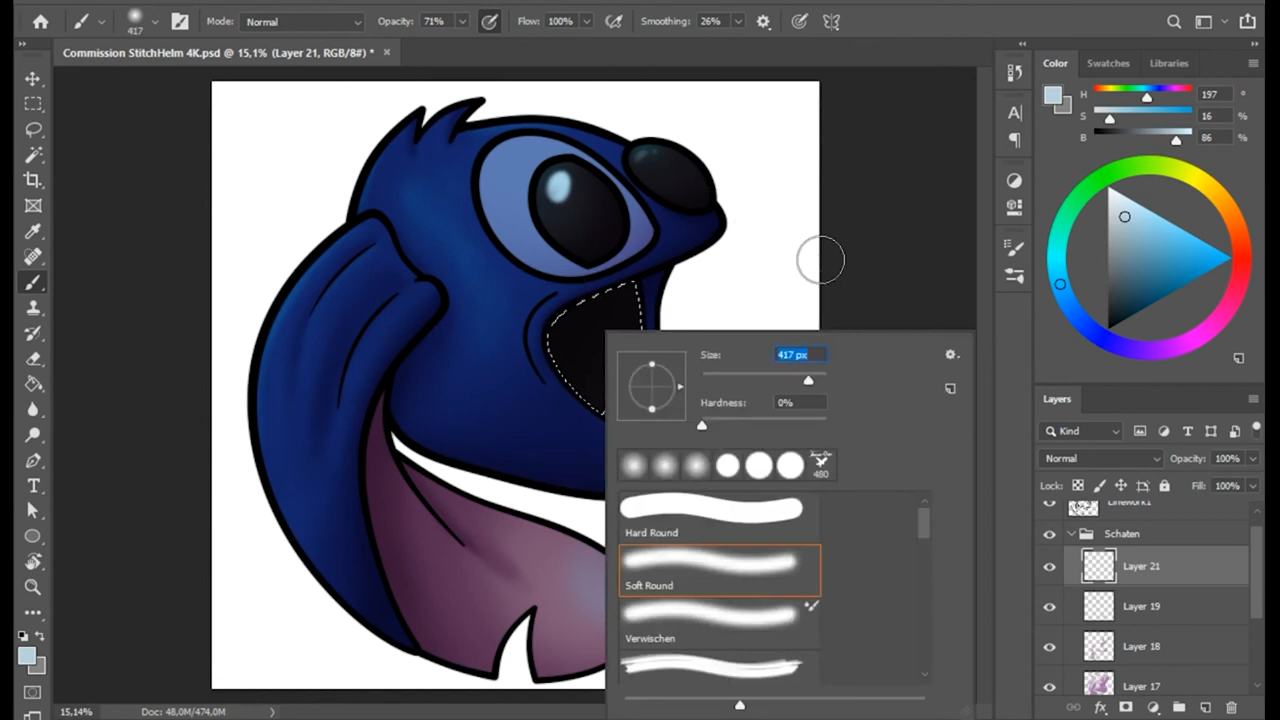 417
Mode:
Normal
Opacity:
71%
Flow:
100%
Smoothing:
26%
Commission StitchHelm 4K.psd @ 15,1% (Layer 21, RGB/8#) *
Color
Swatches
Libraries
H
197
°
S
16
%
B
86
%
Size:
417 px
Hardness:
0%
480
Hard Round
Soft Round
Verwischen
Layers
Kind
Normal
Opacity:
100%
Lock:
Fill:
100%
Linework1
Schaten
Layer 21
Layer 19
Layer 18
Layer 17
15,14%
Doc: 48,0M/474,0M